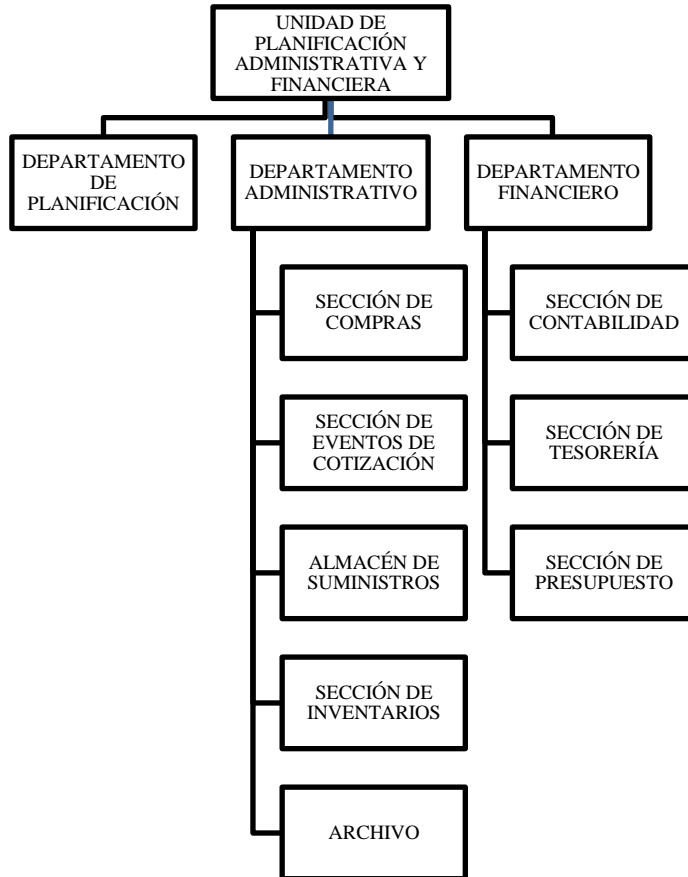 UNIDAD DE
PLANIFICACIÓN
ADMINISTRATIVA Y
FINANCIERA
DEPARTAMENTO
DE
PLANIFICACIÓN
DEPARTAMENTO
ADMINISTRATIVO
DEPARTAMENTO
FINANCIERO
SECCIÓN DE
COMPRAS
SECCIÓN DE
CONTABILIDAD
SECCIÓN DE
EVENTOS DE
COTIZACIÓN
SECCIÓN DE
TESORERÍA
ALMACÉN DE
SUMINISTROS
SECCIÓN DE
PRESUPUESTO
SECCIÓN DE
INVENTARIOS
ARCHIVO